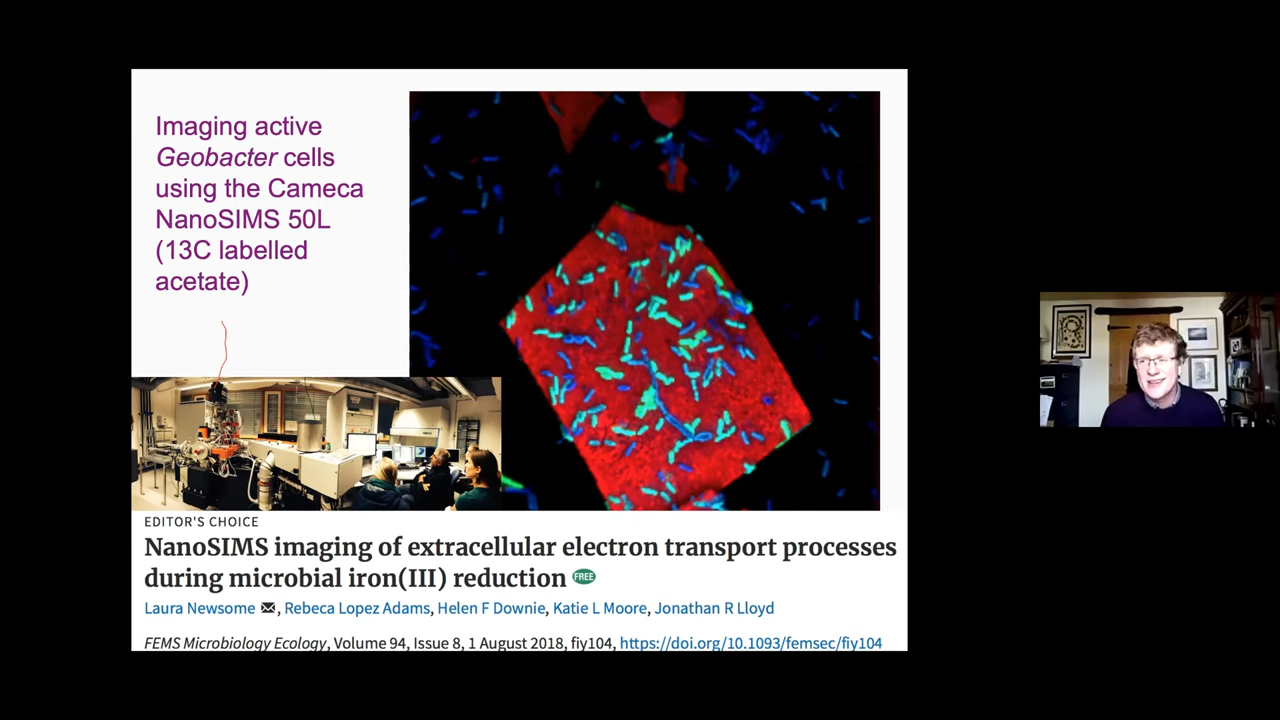 Imaging active
Geobacter cells
using the Cameca
NanoSIMS 50L
(13C labelled
acetate)
EDITOR'S CHOICE
NanoSIMS imaging of extracellular electron transport processes
during microbial iron(III) reduction FREE
Laura Newsome, Rebeca Lopez Adams, Helen F Downie, Katie L Moore, Jonathan R Lloyd
FEMS Microbiology Ecology, Volume 94, Issue 8, 1 August 2018, fiy104, https://doi.org/10.1093/femsec/fiy104